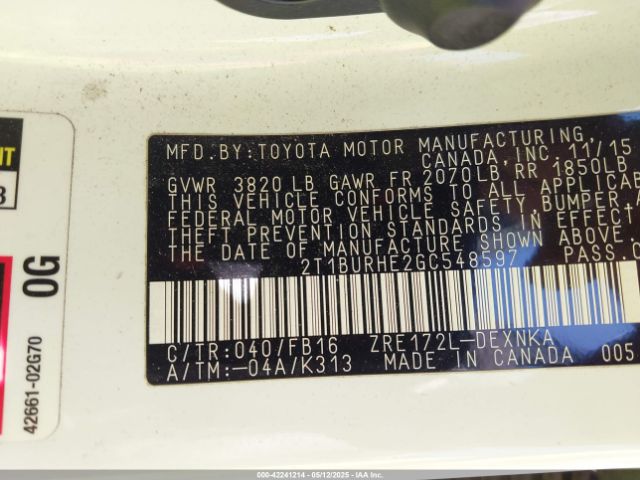 NT
3
0G
42661-02G70
MFD. BY: TOYOTA MOTOR MANUFACTURING,
CANADA, INC. 11/15
GVWR 3820 LB GAWR FR 2070LB, RR 1850LB
THIS VEHICLE CONFORMS TO ALL APPLICAB
FEDERAL MOTOR VEHICLE SAFETY, BUMPER, A
THEFT PREVENTION STANDARDS IN EFFECT
THE DATE OF MANUFACTURE SHOWN ABOVE.
2T1BURHE2GC548597 PASS.C
C/TR: 040/FB16 ZRE172L-DEXNKA
A/TM:-04A/K313 MADE IN CANADA 005
000-42241214 - 05/12/2025 - IAA, Inc.